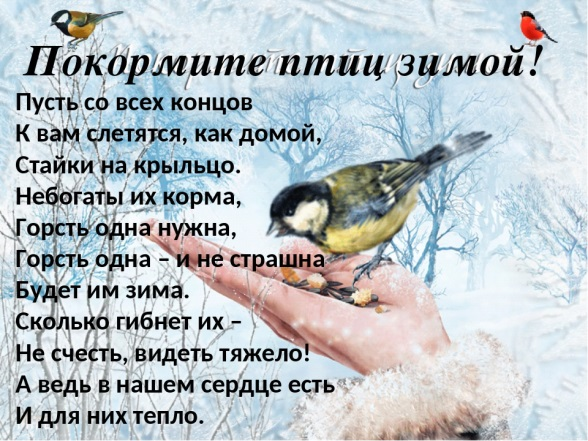 Покормите птиц зимой!
Пусть со всех концов
К вам слетятся, как домой,
Стайки на крыльцо.
Небогаты их корма,
Горсть одна нужна,
Горсть одна – и не страшна
Будет им зима.
Сколько гибнет их –
Не счесть, видеть тяжело!
А ведь в нашем сердце есть
И для них тепло.